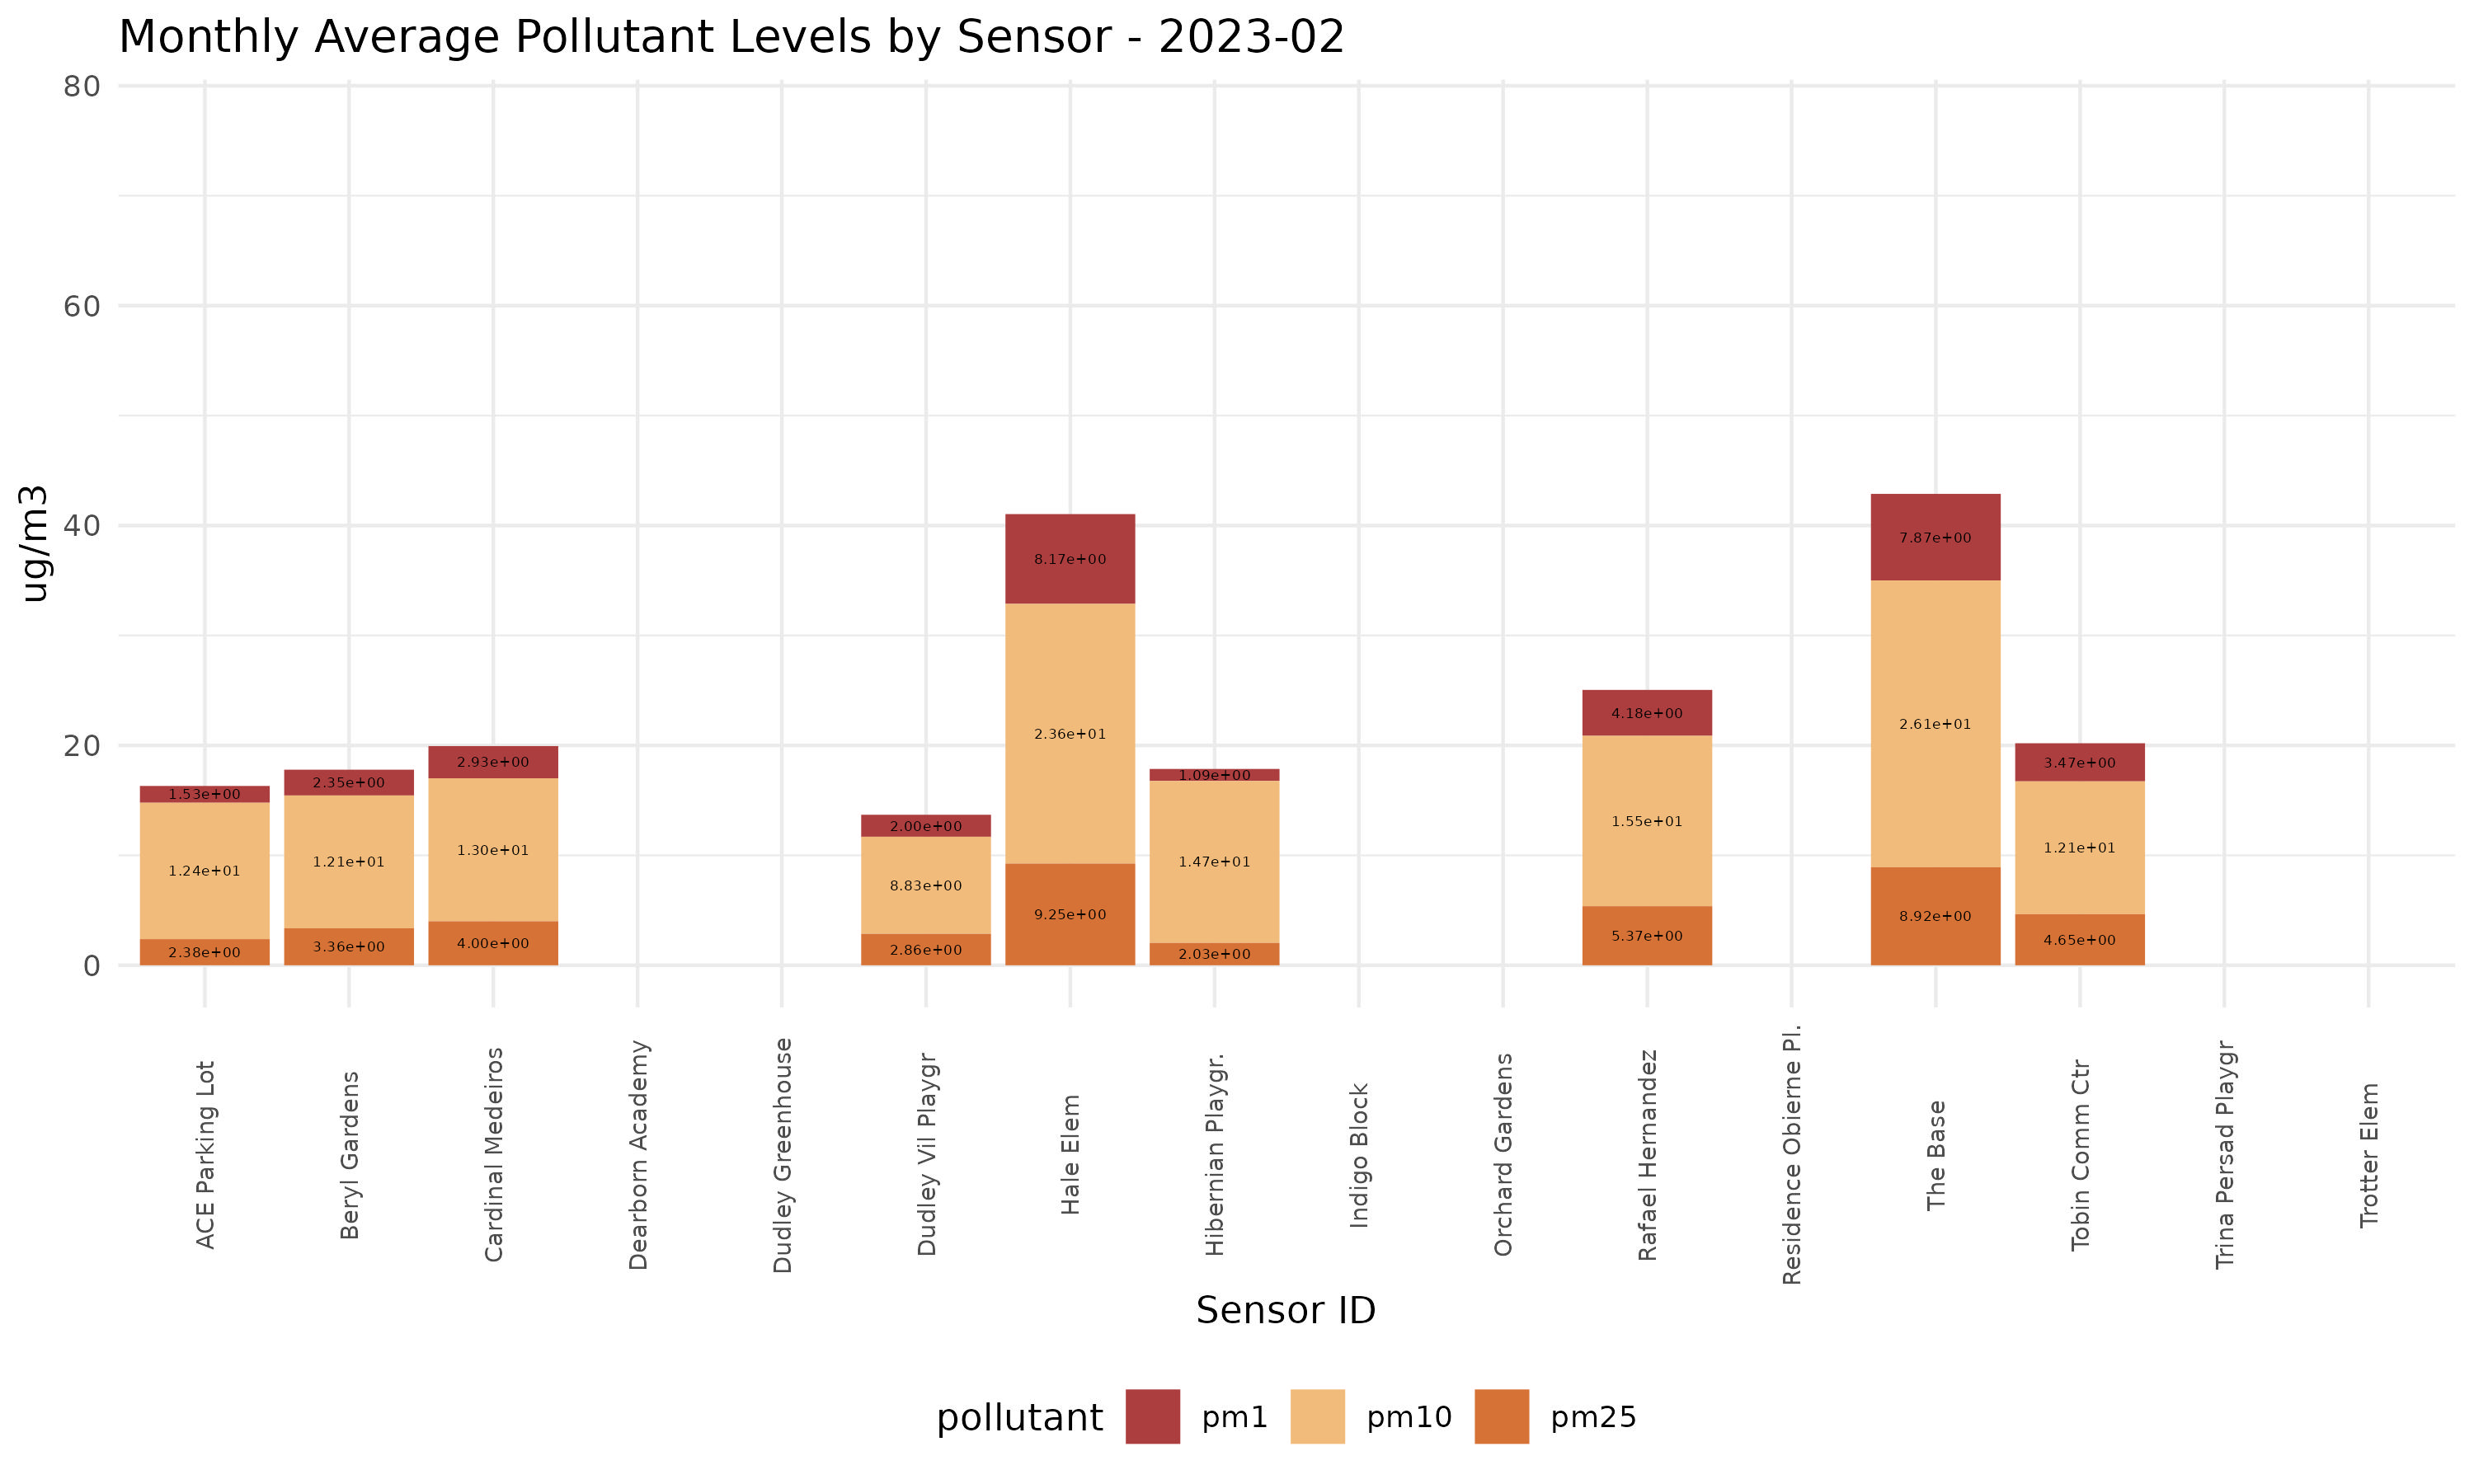 Monthly Average Pollutant Levels by Sensor - 2023-02
ug/m3
80
60
40
20
0
1.53e+00
1.24e+01
2.38e+00
2.35e+00
1.21e+01
3.36e+00
2.93e+00
1.30e+01
4.00e+00
2.00e+00
8.83e+00
2.86e+00
8.17e+00
2.36e+01
9.25e+00
1.09e+00
1.47e+01
2.03e+00
4.18e+00
1.55e+01
5.37e+00
7.87e+00
2.61e+01
8.92e+00
3.47e+00
1.21e+01
4.65e+00
ACE Parking Lot
Beryl Gardens
Cardinal Medeiros
Dearborn Academy
Dudley Greenhouse
Dudley Vil Playgr
Hale Elem
Hibernian Playgr.
Indigo Block
Orchard Gardens
Rafael Hernandez
Residence Obierne Pl.
The Base
Tobin Comm Ctr
Trina Persad Playgr
Trotter Elem
Sensor ID
pollutant pm1 pm10 pm25